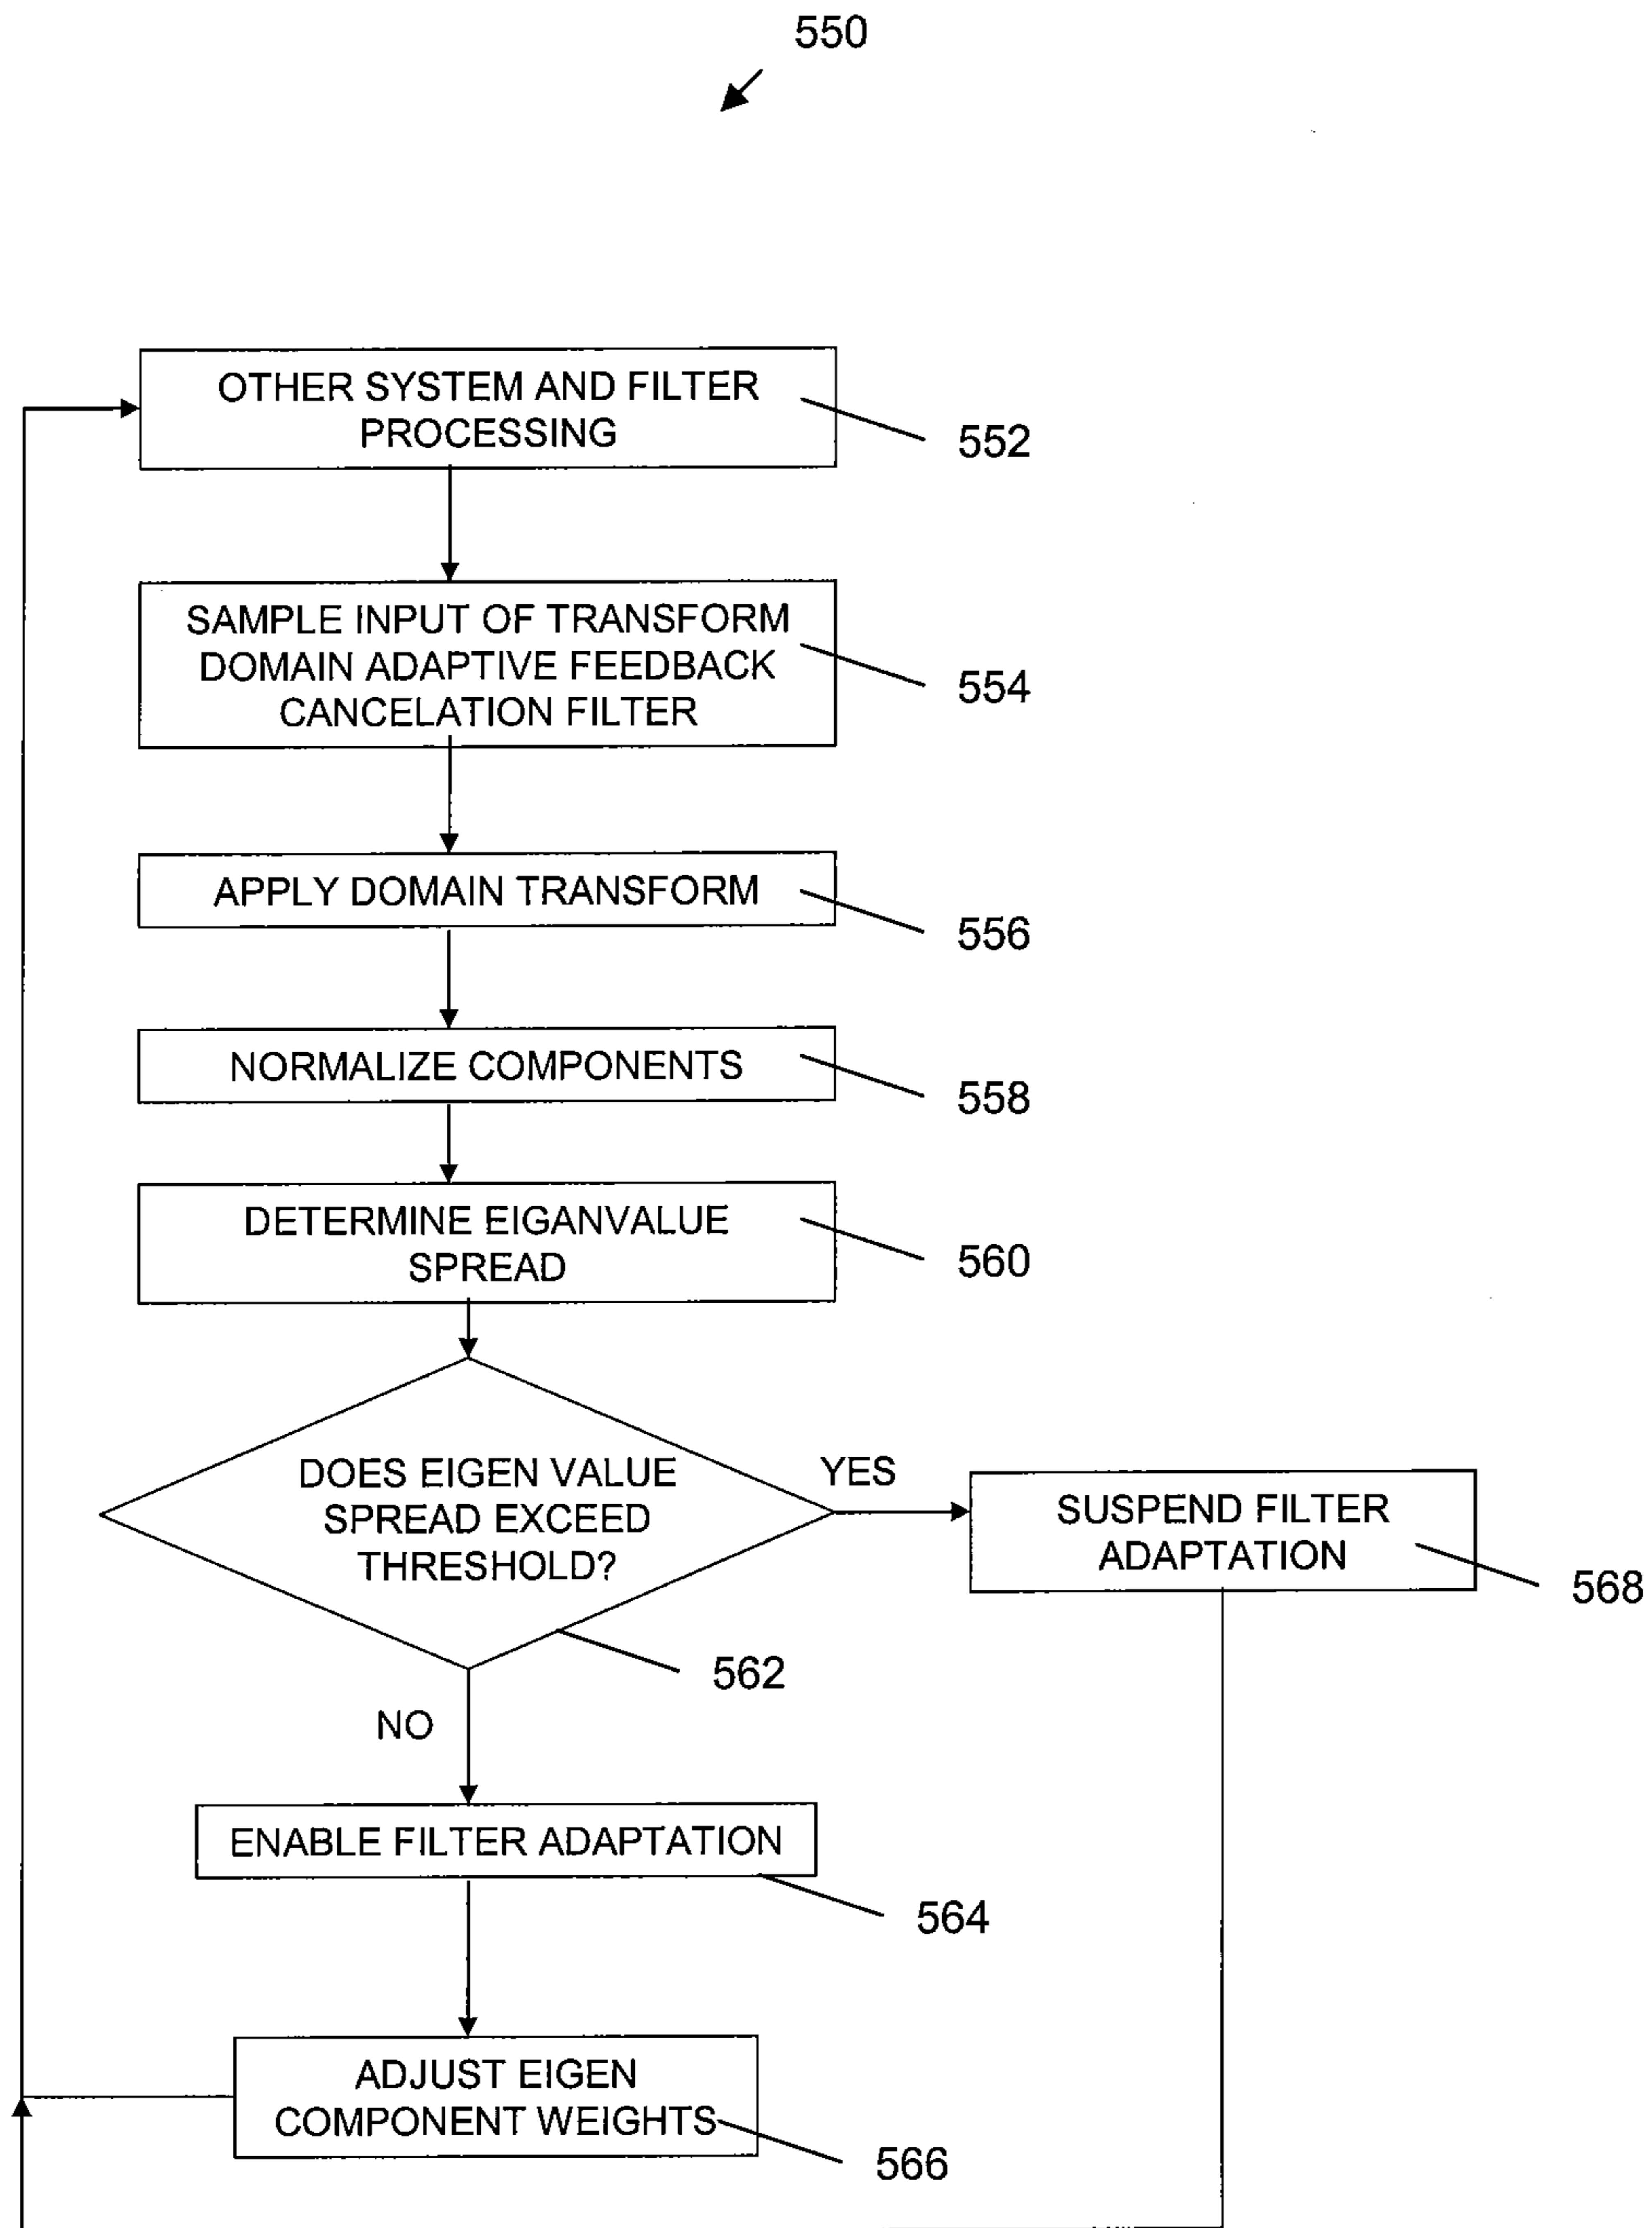 550
OTHER SYSTEM AND FILTER
PROCESSING
552
SAMPLE INPUT OF TRANSFORM
DOMAIN ADAPTIVE FEEDBACK
CANCELATION FILTER
554
APPLY DOMAIN TRANSFORM
556
NORMALIZE COMPONENTS
558
DETERMINE EIGANVALUE
SPREAD
560
DOES EIGEN VALUE
SPREAD EXCEED
THRESHOLD?
562
YES
SUSPEND FILTER
ADAPTATION
568
NO
ENABLE FILTER ADAPTATION
564
ADJUST EIGEN
COMPONENT WEIGHTS
566